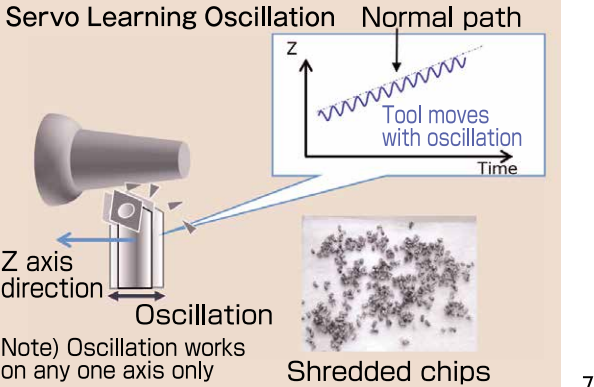 Servo Learning Oscillation
Normal path
Z
Tool moves
with oscillation
Time
Z axis
direction
Oscillation
Note) Oscillation works
on any one axis only
Shredded chips
7